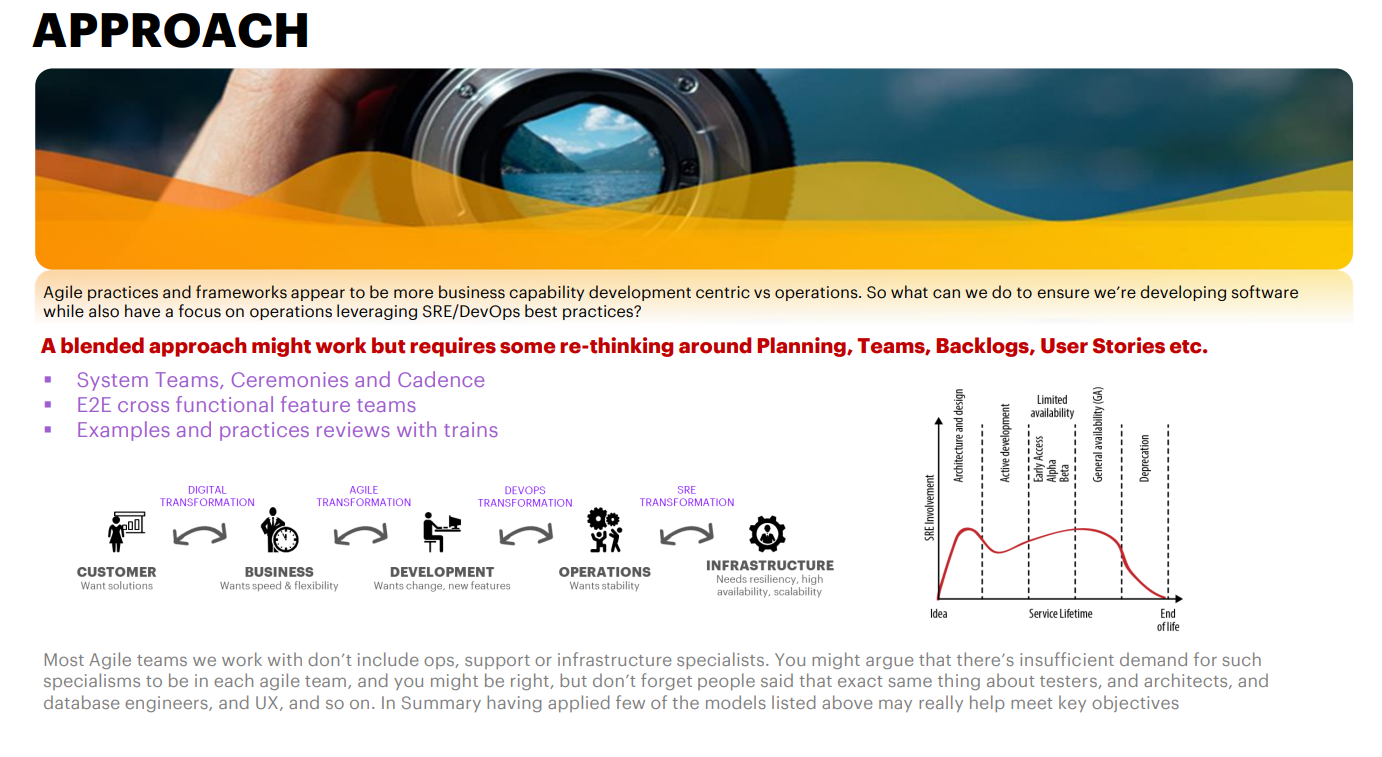 APPROACH
Agile practices and frameworks appear to be more business capability development centric vs operations. So what can we do to ensure we’re developing software
while also have a focus on operations leveraging SRE/DevOps best practices?
A blended approach might work but requires some re-thinking around Planning, Teams, Backlogs, User Stories etc.
▪ System Teams, Ceremonies and Cadence
▪ E2E cross functional feature teams
▪ Examples and practices reviews with trains
DIGITAL
TRANSFORMATION
AGILE
TRANSFORMATION
DEVOPS
TRANSFORMATION
SRE
TRANSFORMATION
CUSTOMER
Want solutions
BUSINESS
Wants speed & flexibility
DEVELOPMENT
Wants change, new features
OPERATIONS
Wants stability
INFRASTRUCTURE
Needs resiliency, high
availability, scalability
SRE Involvement
Architecture and design
Active development
Limited
availability
Early Access
Alpha
Beta
General availability (GA)
Deprecation
Idea
Service Lifetime
End
of life
Most Agile teams we work with don’t include ops, support or infrastructure specialists. You might argue that there’s insufficient demand for such
specialisms to be in each agile team, and you might be right, but don’t forget people said that exact same thing about testers, and architects, and
database engineers, and UX, and so on. In Summary having applied few of the models listed above may really help meet key objectives